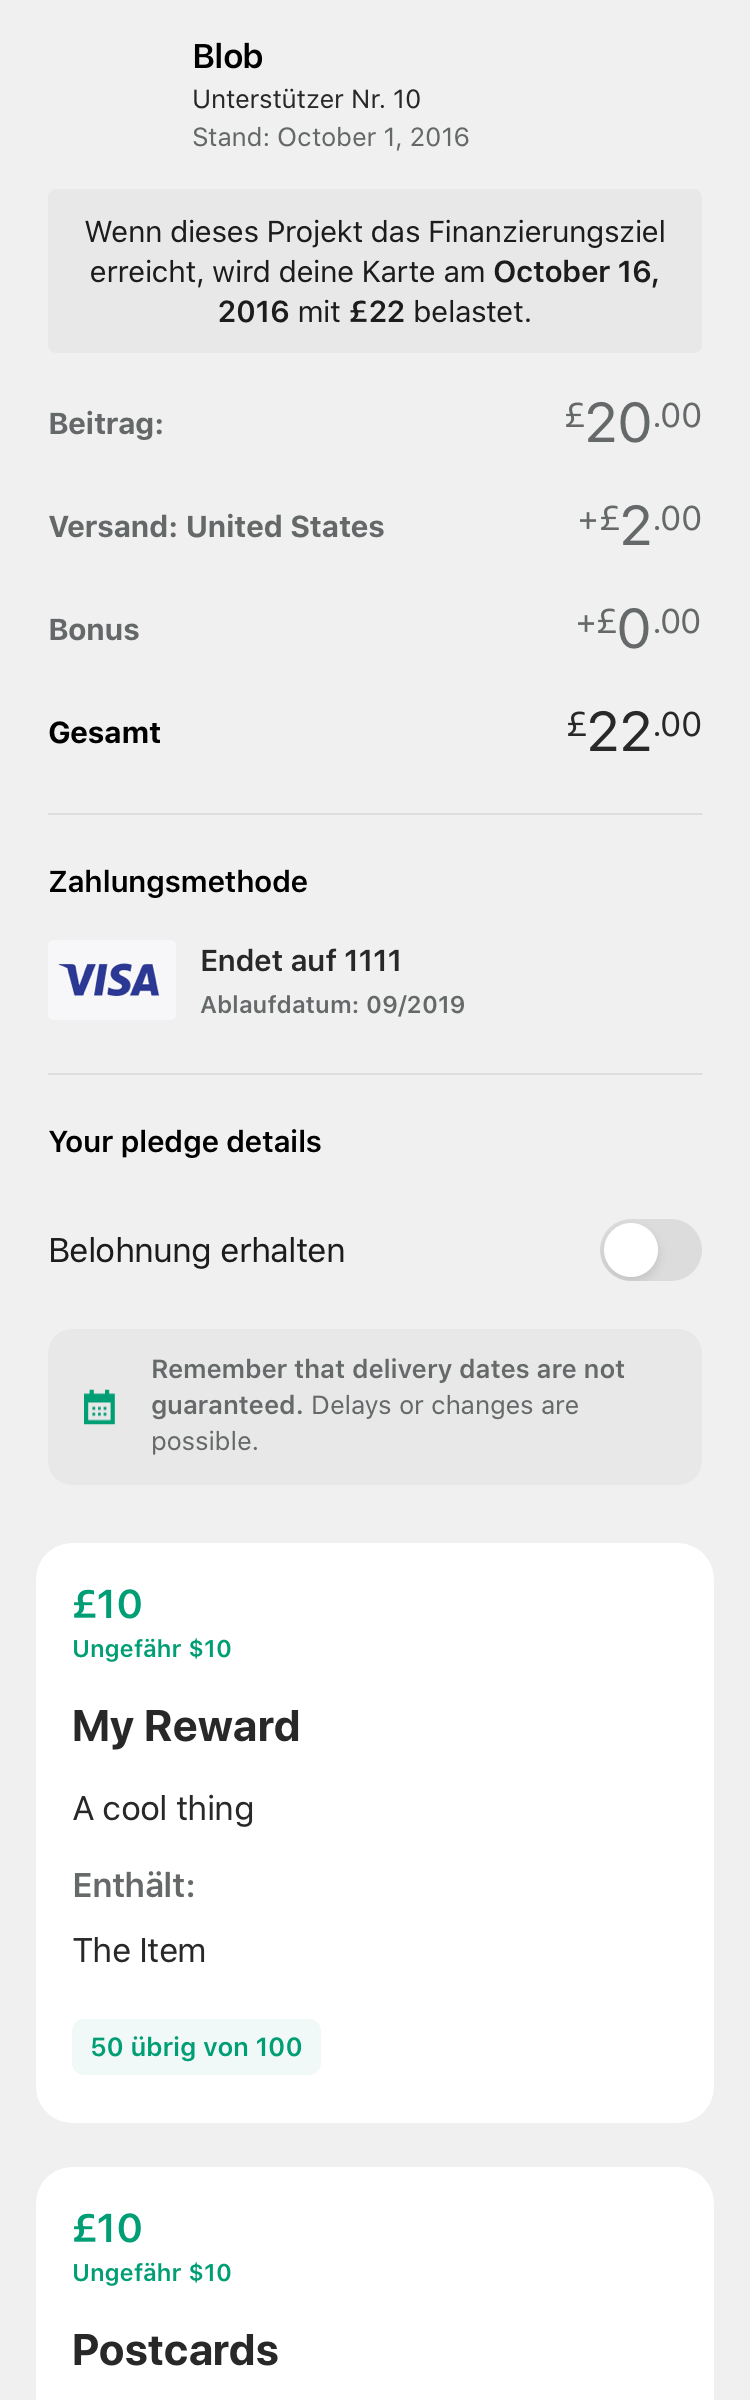 Blob
Unterstützer Nr. 10
Stand: October 1, 2016
Wenn dieses Projekt das Finanzierungsziel
erreicht, wird deine Karte am October 16,
2016 mit £22 belastet.
Beitrag: £20.00
Versand: United States +£2.00
Bonus +£0.00
Gesamt £22.00
Zahlungsmethode
VISA
Endet auf 1111
Ablaufdatum: 09/2019
Your pledge details
Belohnung erhalten
Remember that delivery dates are not
guaranteed. Delays or changes are
possible.
£10
Ungefähr $10
My Reward
A cool thing
Enthält:
The Item
50 übrig von 100
£10
Ungefähr $10
Postcards